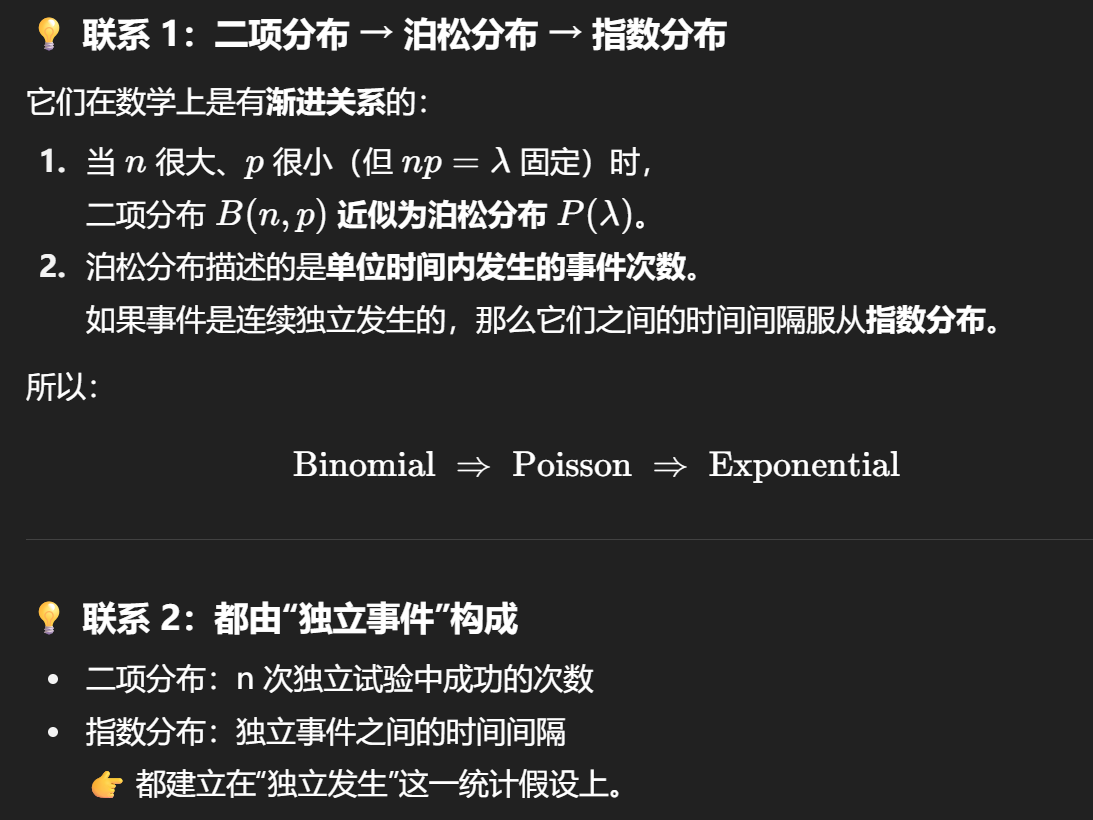 💡 联系 1：二项分布 → 泊松分布 → 指数分布
它们在数学上是有渐进关系的：
1. 当 n 很大、p 很小（但 np = λ 固定）时，
二项分布 B(n, p) 近似为泊松分布 P(λ)。
2. 泊松分布描述的是单位时间内发生的事件次数。
如果事件是连续独立发生的，那么它们之间的时间间隔服从指数分布。
所以：
Binomial ⇒ Poisson ⇒ Exponential
💡 联系 2：都由“独立事件”构成
• 二项分布：n 次独立试验中成功的次数
• 指数分布：独立事件之间的时间间隔
👉 都建立在“独立发生”这一统计假设上。